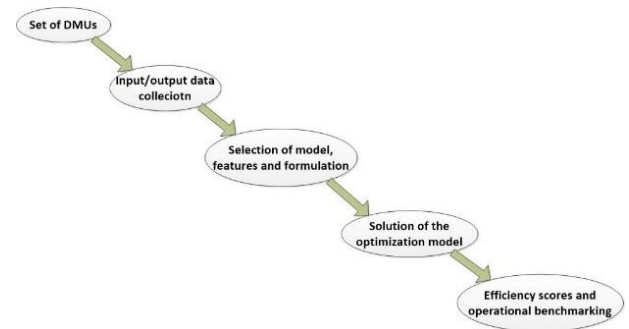 Set of DMUs
Input/output data
colleciotn
Selection of model,
features and formulation
Solution of the
optimization model
Efficiency scores and
operational benchmarking